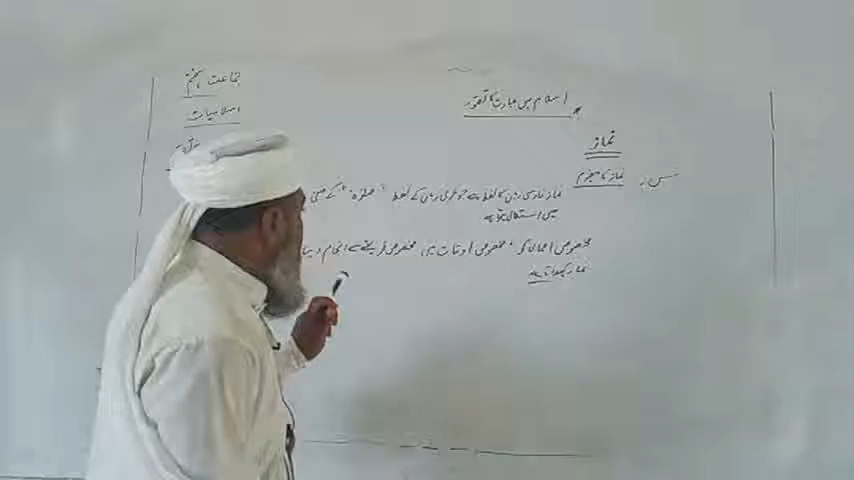 جماعت ہفتم
اسلامیات
اسلام میں عبادت کا تصور
نماز
نماز کا مفہوم
نماز فارسی زبان کا لفظ ہے جو عربی زبان کے لفظ "صلوٰۃ" کے معنی
میں استعمال ہوتا ہے
مخصوص اعمال کو، مخصوص اوقات میں مخصوص طریقے سے انجام دینا
نماز کہلاتا ہے